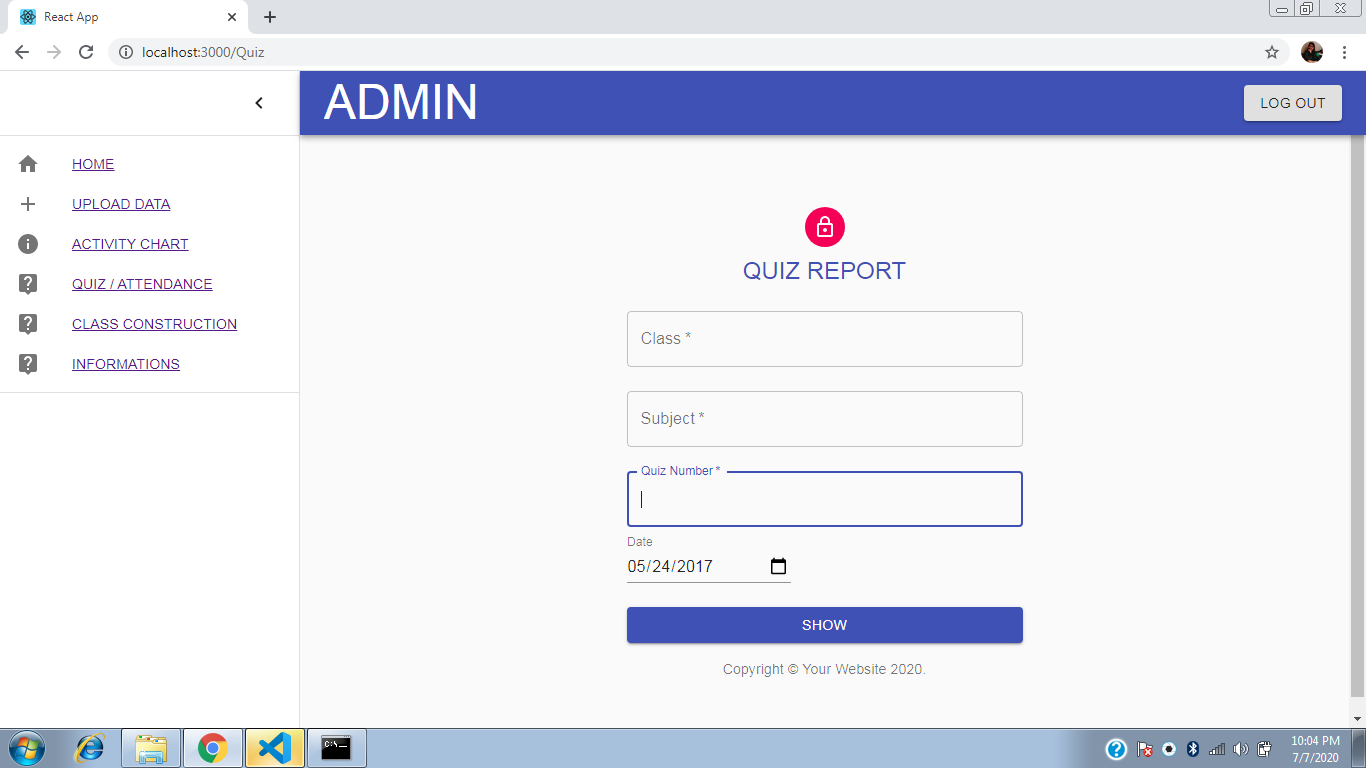 React App
localhost:3000/Quiz
ADMIN
LOG OUT
HOME
UPLOAD DATA
ACTIVITY CHART
QUIZ / ATTENDANCE
CLASS CONSTRUCTION
INFORMATIONS
QUIZ REPORT
Class *
Subject *
Quiz Number *
Date
05/24/2017
SHOW
Copyright © Your Website 2020.
C:\
10:04 PM
7/7/2020